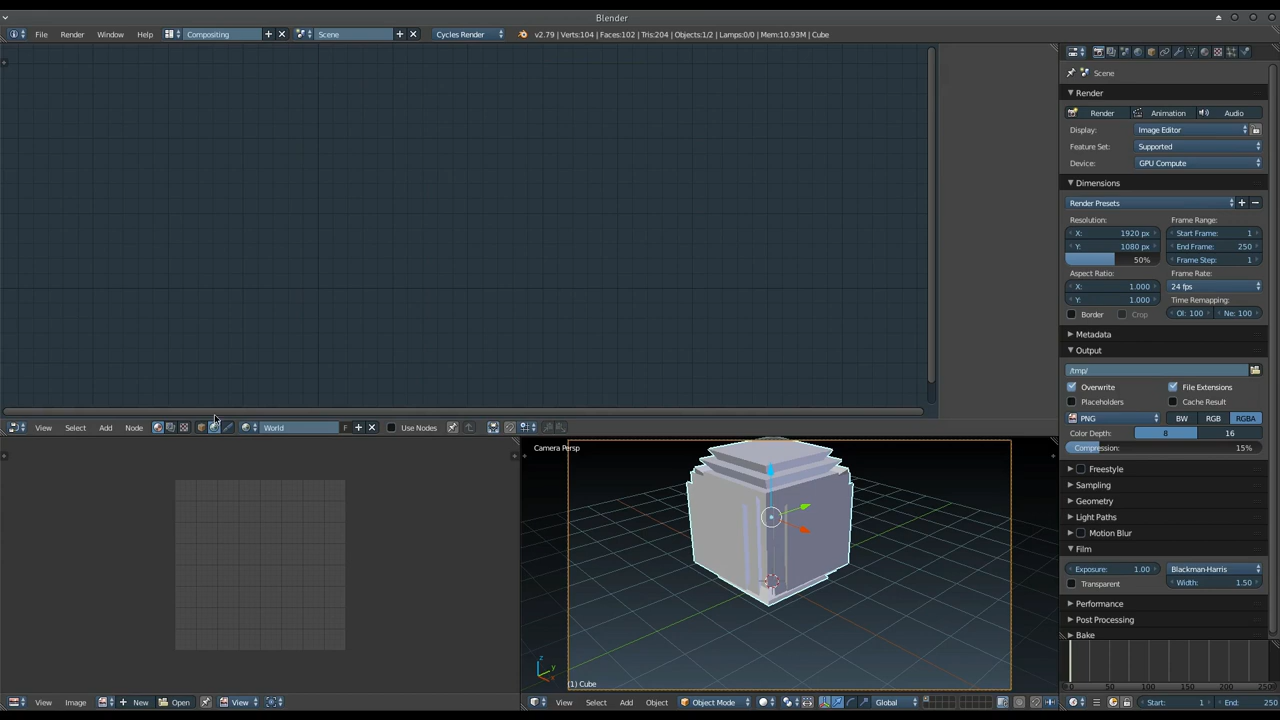 Blender
File Render Window Help Compositing Scene Cycles Render v2.79 | Verts:104 | Faces:102 | Tris:204 | Objects:1/2 | Lamps:0/0 | Mem:10.93M | Cube
Scene
Render
Render Animation Audio
Display: Image Editor
Feature Set: Supported
Device: GPU Compute
Dimensions
Render Presets
Resolution: Frame Range:
X: 1920 px Start Frame: 1
Y: 1080 px End Frame: 250
50% Frame Step: 1
Aspect Ratio: Frame Rate:
X: 1.000 24 fps
Y: 1.000 Time Remapping:
Border Crop Ol: 100 Ne: 100
Metadata
Output
/tmp/
Overwrite File Extensions
Placeholders Cache Result
PNG BW RGB RGBA
Color Depth: 8 16
Compression: 15%
Freestyle
Sampling
Geometry
Light Paths
Motion Blur
Film
Exposure: 1.00 Blackman-Harris
Transparent Width: 1.50
Performance
Post Processing
Bake
View Select Add Node World F Use Nodes
Camera Persp
z
y
x
(1) Cube
View Image New Open View
View Select Add Object Object Mode Global
0 50 100 150 200 250
Start: 1 End: 250